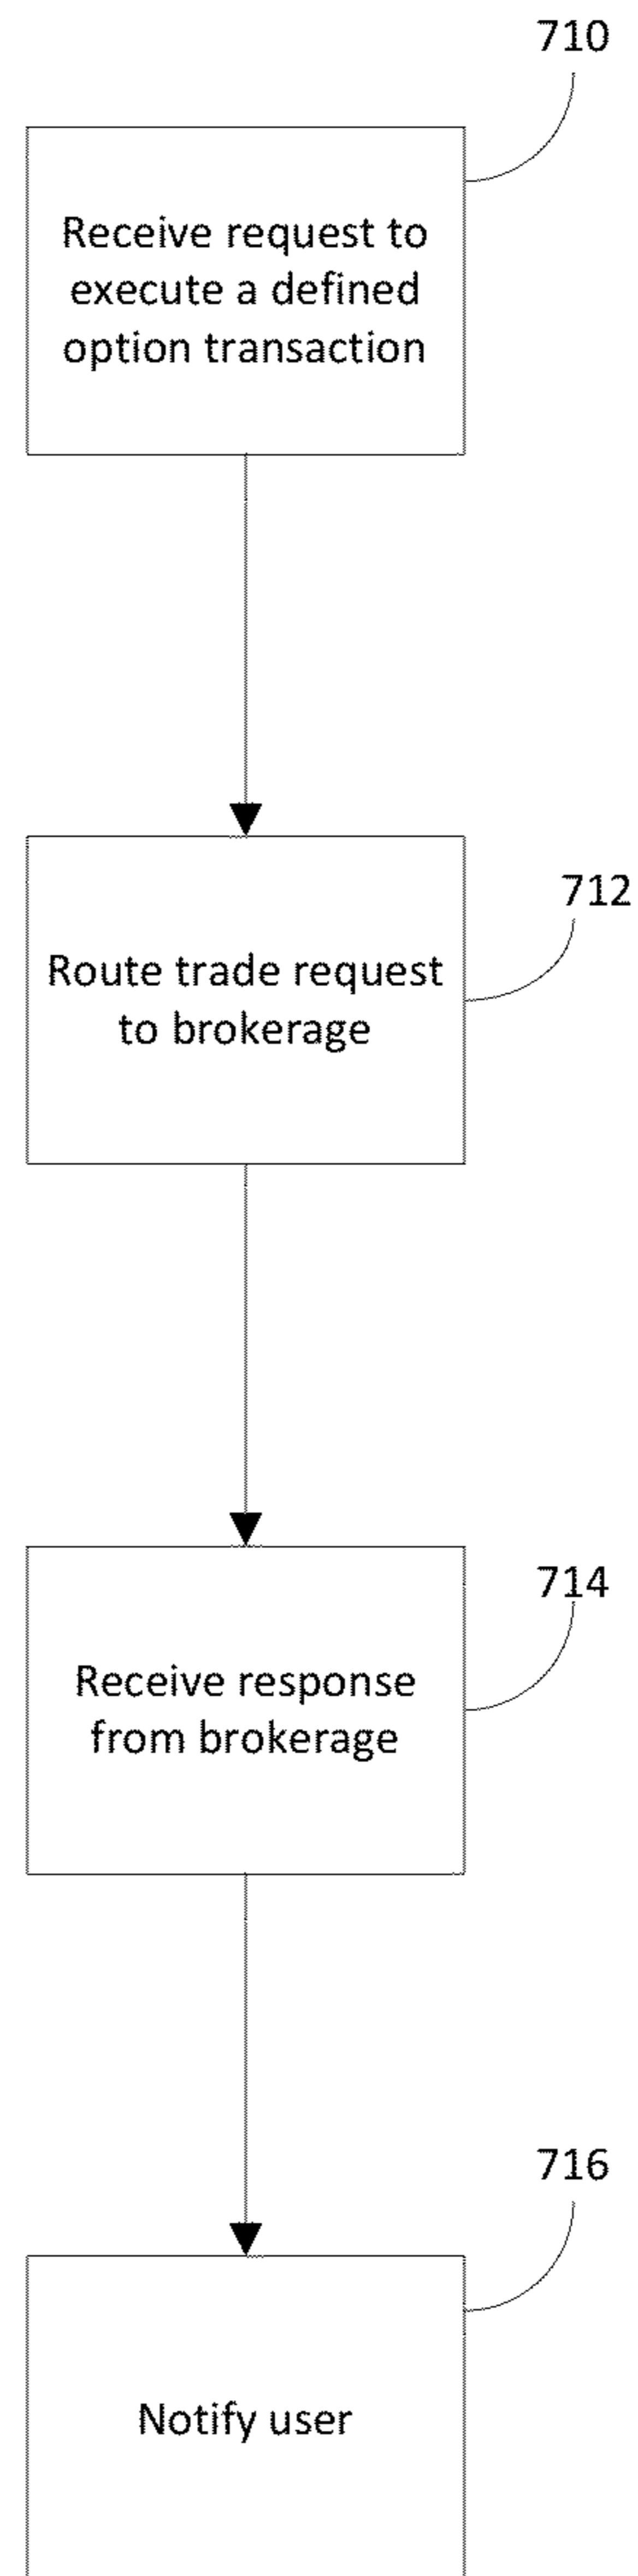 710
Receive request to
execute a defined
option transaction
712
Route trade request
to brokerage
714
Receive response
from brokerage
716
Notify user